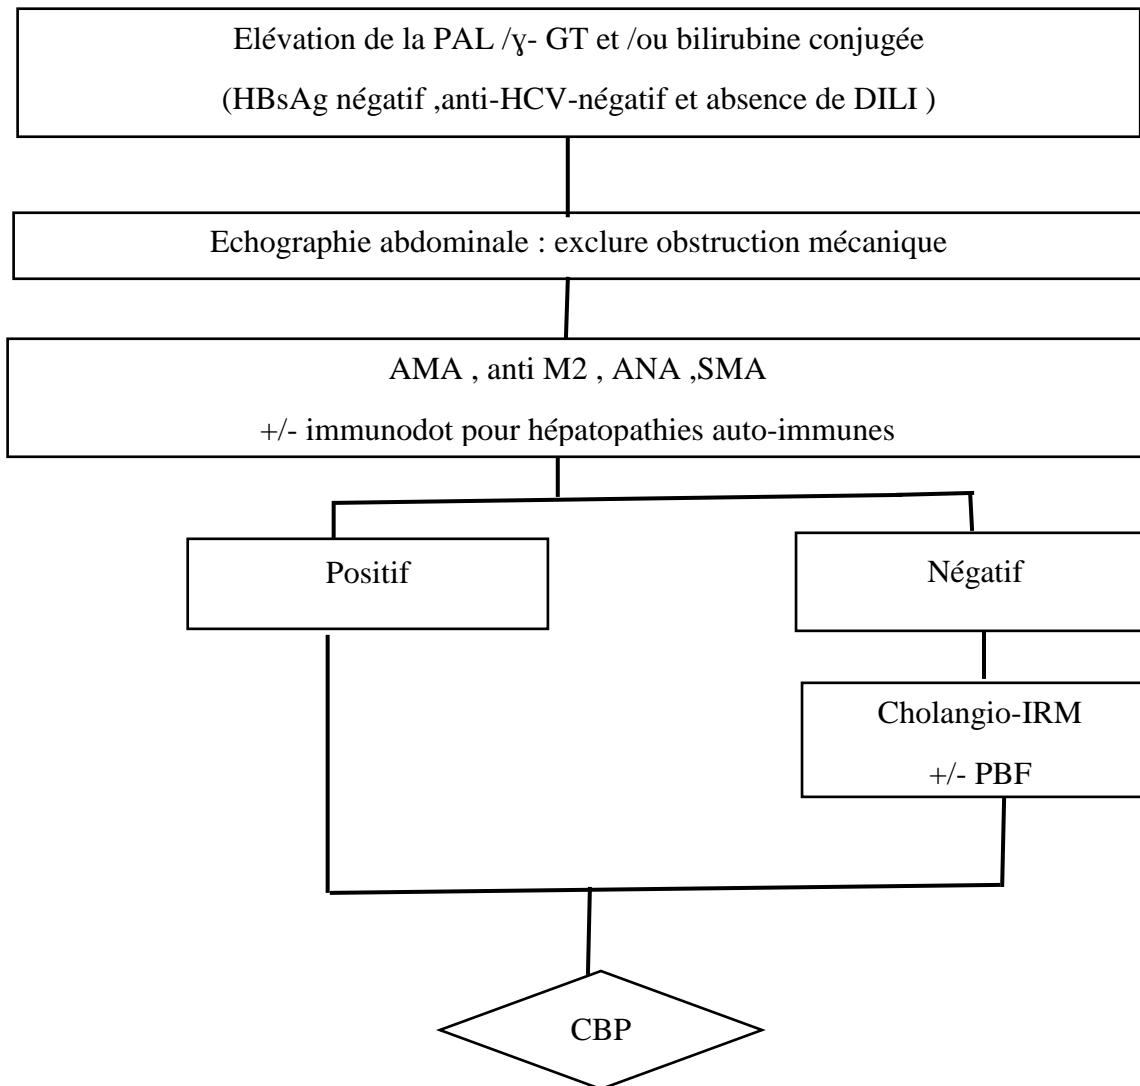 Elévation de la PAL /ɣ- GT et /ou bilirubine conjuguée
(HBsAg négatif ,anti-HCV-négatif et absence de DILI )
Echographie abdominale : exclure obstruction mécanique
AMA , anti M2 , ANA ,SMA
+/- immunodot pour hépatopathies auto-immunes
Positif
Négatif
Cholangio-IRM
+/- PBF
CBP